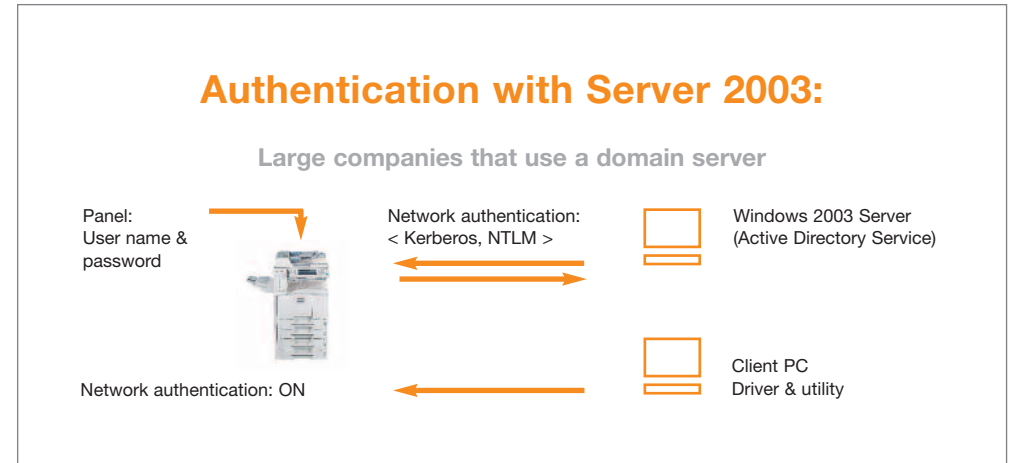 Authentication with Server 2003:
Large companies that use a domain server
Panel:
User name &
password
Network authentication:
< Kerberos, NTLM >
Windows 2003 Server
(Active Directory Service)
Network authentication: ON
Client PC
Driver & utility